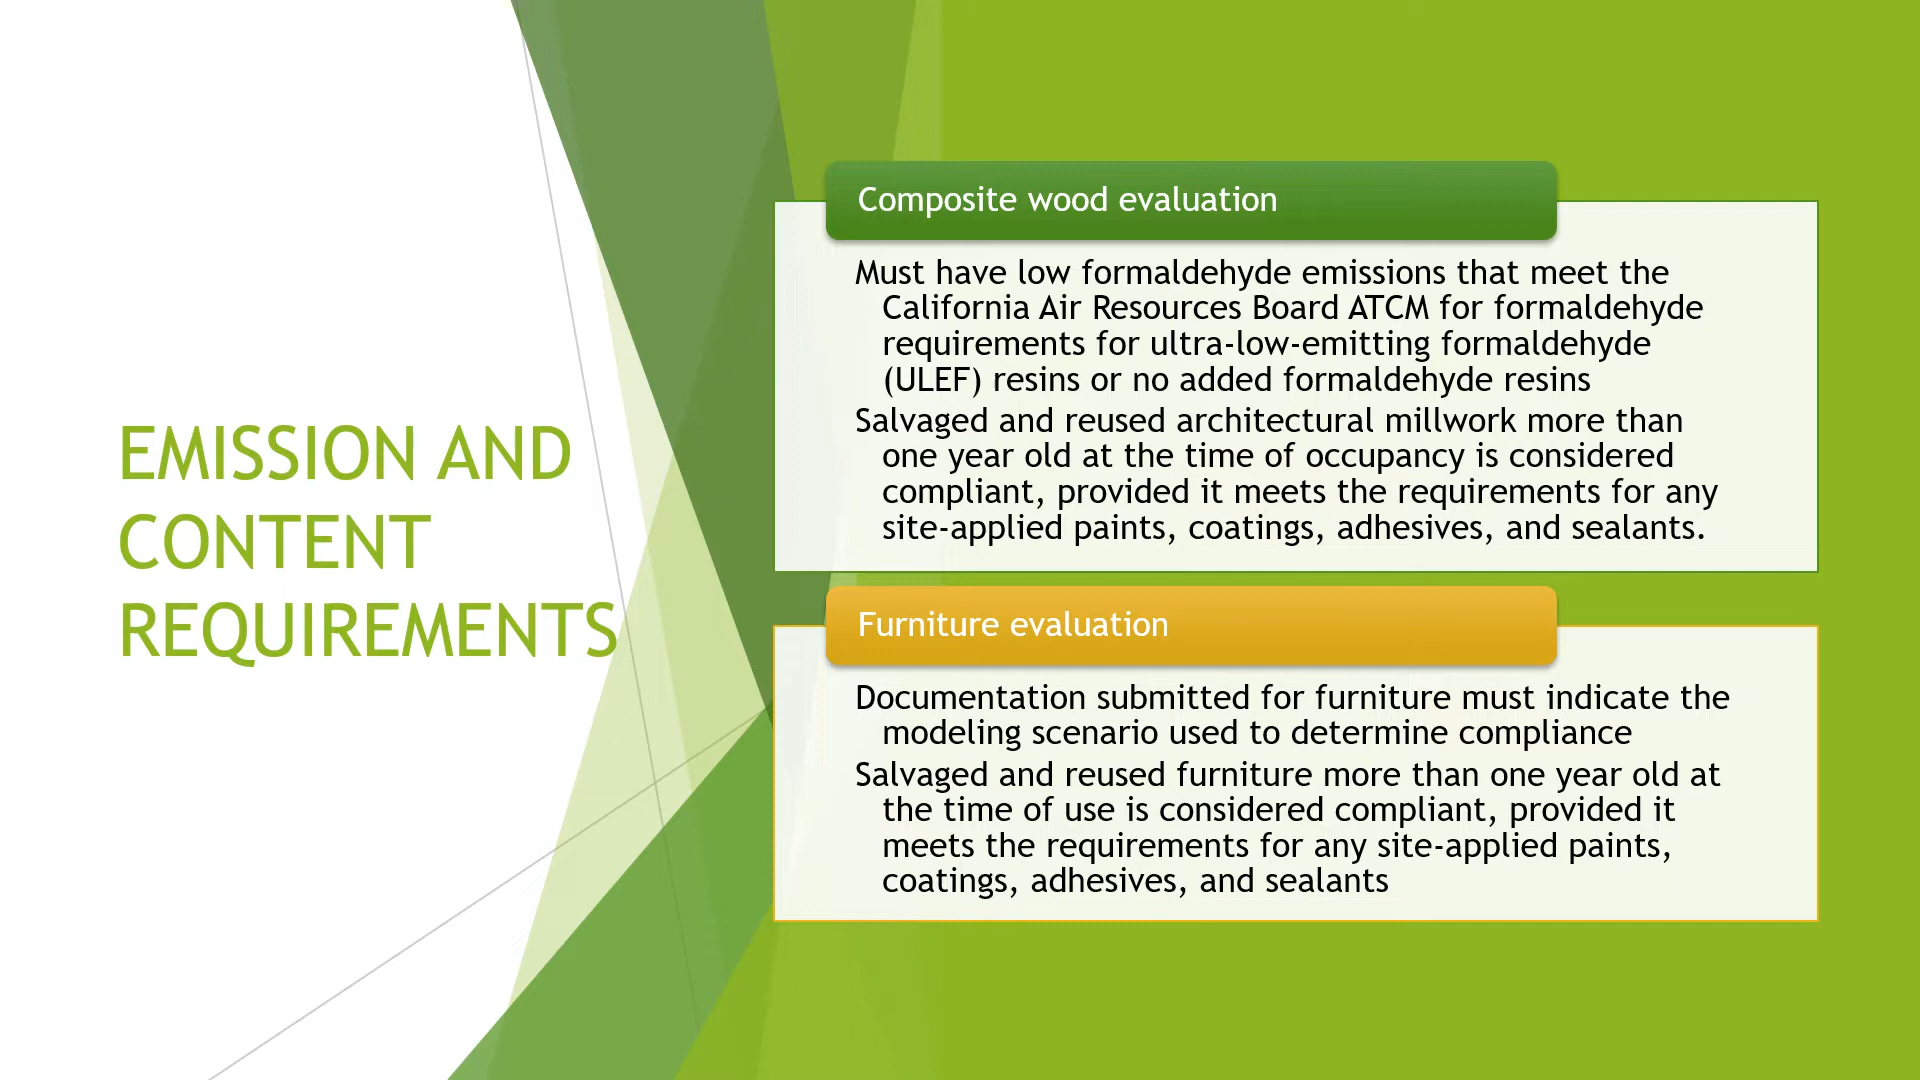 EMISSION AND
CONTENT
REQUIREMENTS
Composite wood evaluation
Must have low formaldehyde emissions that meet the
California Air Resources Board ATCM for formaldehyde
requirements for ultra-low-emitting formaldehyde
(ULEF) resins or no added formaldehyde resins
Salvaged and reused architectural millwork more than
one year old at the time of occupancy is considered
compliant, provided it meets the requirements for any
site-applied paints, coatings, adhesives, and sealants.
Furniture evaluation
Documentation submitted for furniture must indicate the
modeling scenario used to determine compliance
Salvaged and reused furniture more than one year old at
the time of use is considered compliant, provided it
meets the requirements for any site-applied paints,
coatings, adhesives, and sealants